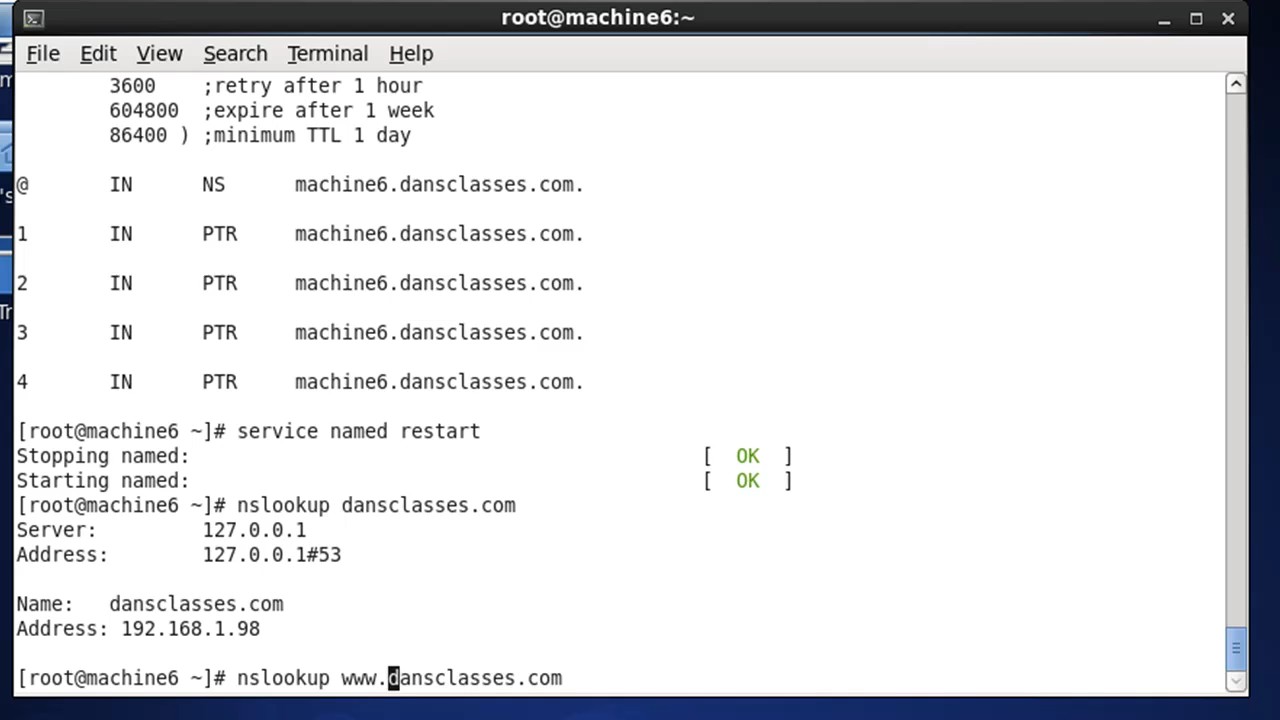 root@machine6:~
File Edit View Search Terminal Help
3600 ;retry after 1 hour
604800 ;expire after 1 week
86400 ) ;minimum TTL 1 day
@ IN NS machine6.dansclasses.com.
1 IN PTR machine6.dansclasses.com.
2 IN PTR machine6.dansclasses.com.
3 IN PTR machine6.dansclasses.com.
4 IN PTR machine6.dansclasses.com.
[root@machine6 ~]# service named restart
Stopping named: [ OK ]
Starting named: [ OK ]
[root@machine6 ~]# nslookup dansclasses.com
Server: 127.0.0.1
Address: 127.0.0.1#53
Name: dansclasses.com
Address: 192.168.1.98
[root@machine6 ~]# nslookup www.dansclasses.com